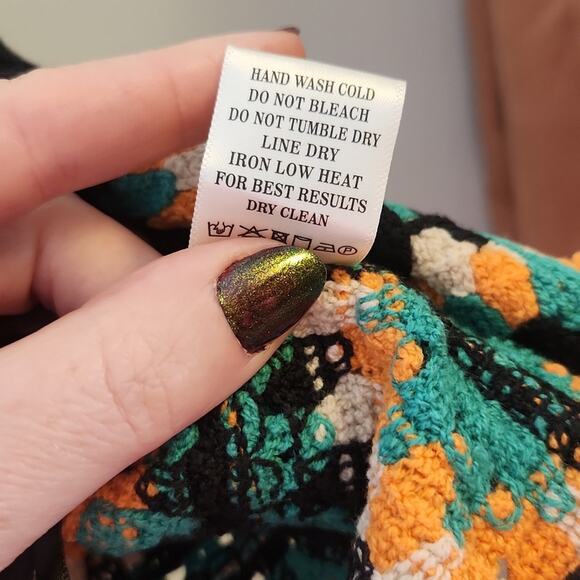 HAND WASH COLD
DO NOT BLEACH
DO NOT TUMBLE DRY
LINE DRY
IRON LOW HEAT
FOR BEST RESULTS
DRY CLEAN
P